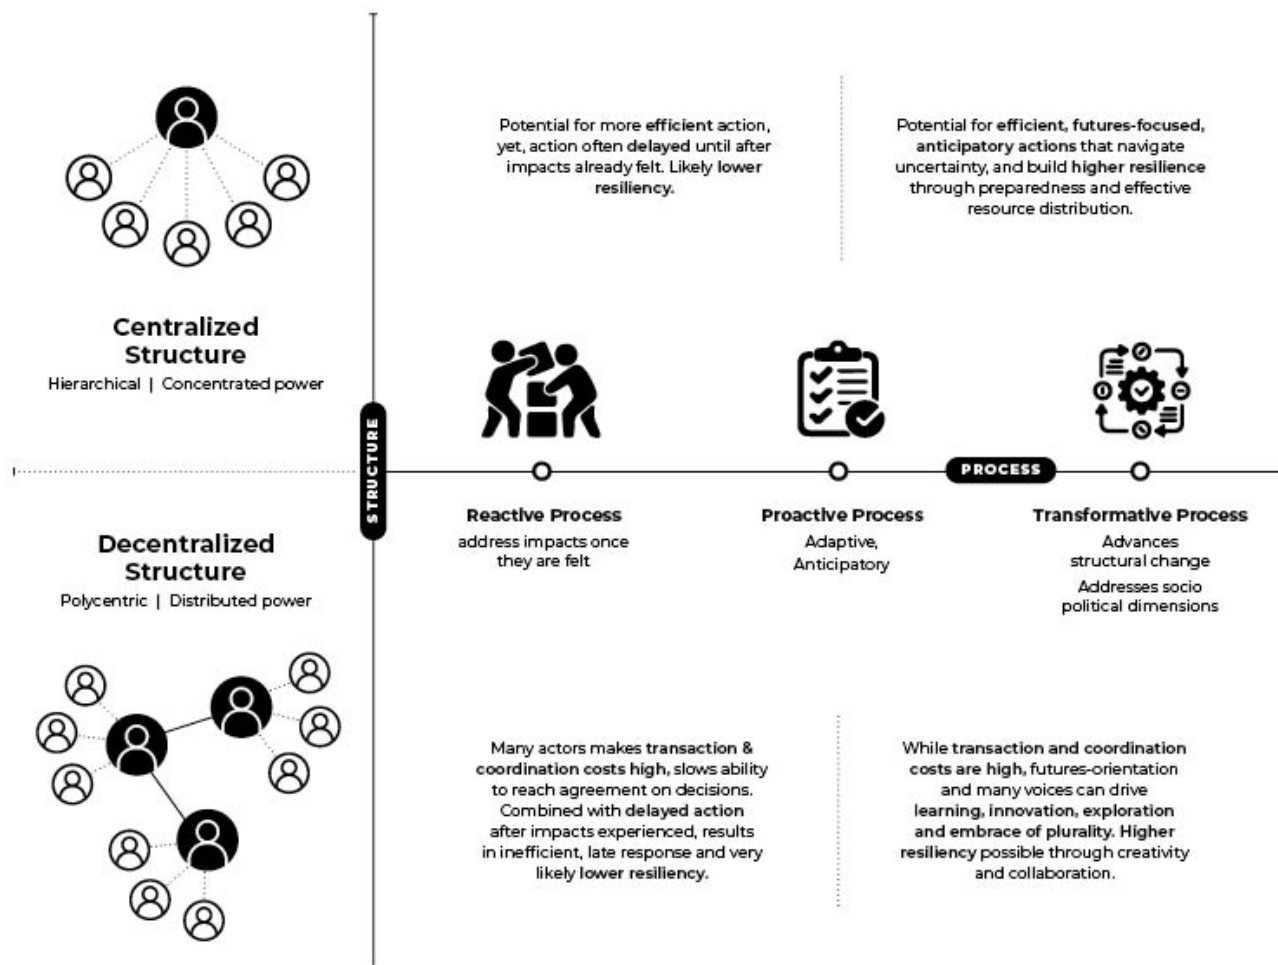 Potential for more efficient action,
yet, action often delayed until after
impacts already felt. Likely lower
resiliency.
Potential for efficient, futures-focused,
anticipatory actions that navigate
uncertainty, and build higher resilience
through preparedness and effective
resource distribution.
Centralized
Structure
Hierarchical | Concentrated power
STRUCTURE
PROCESS
Reactive Process
address impacts once
they are felt
Proactive Process
Adaptive,
Anticipatory
Transformative Process
Advances
structural change
Addresses socio
political dimensions
Decentralized
Structure
Polycentric | Distributed power
Many actors makes transaction &
coordination costs high, slows ability
to reach agreement on decisions.
Combined with delayed action
after impacts experienced, results
in inefficient, late response and very
likely lower resiliency.
While transaction and coordination
costs are high, futures-orientation
and many voices can drive
learning, innovation, exploration
and embrace of plurality. Higher
resiliency possible through creativity
and collaboration.